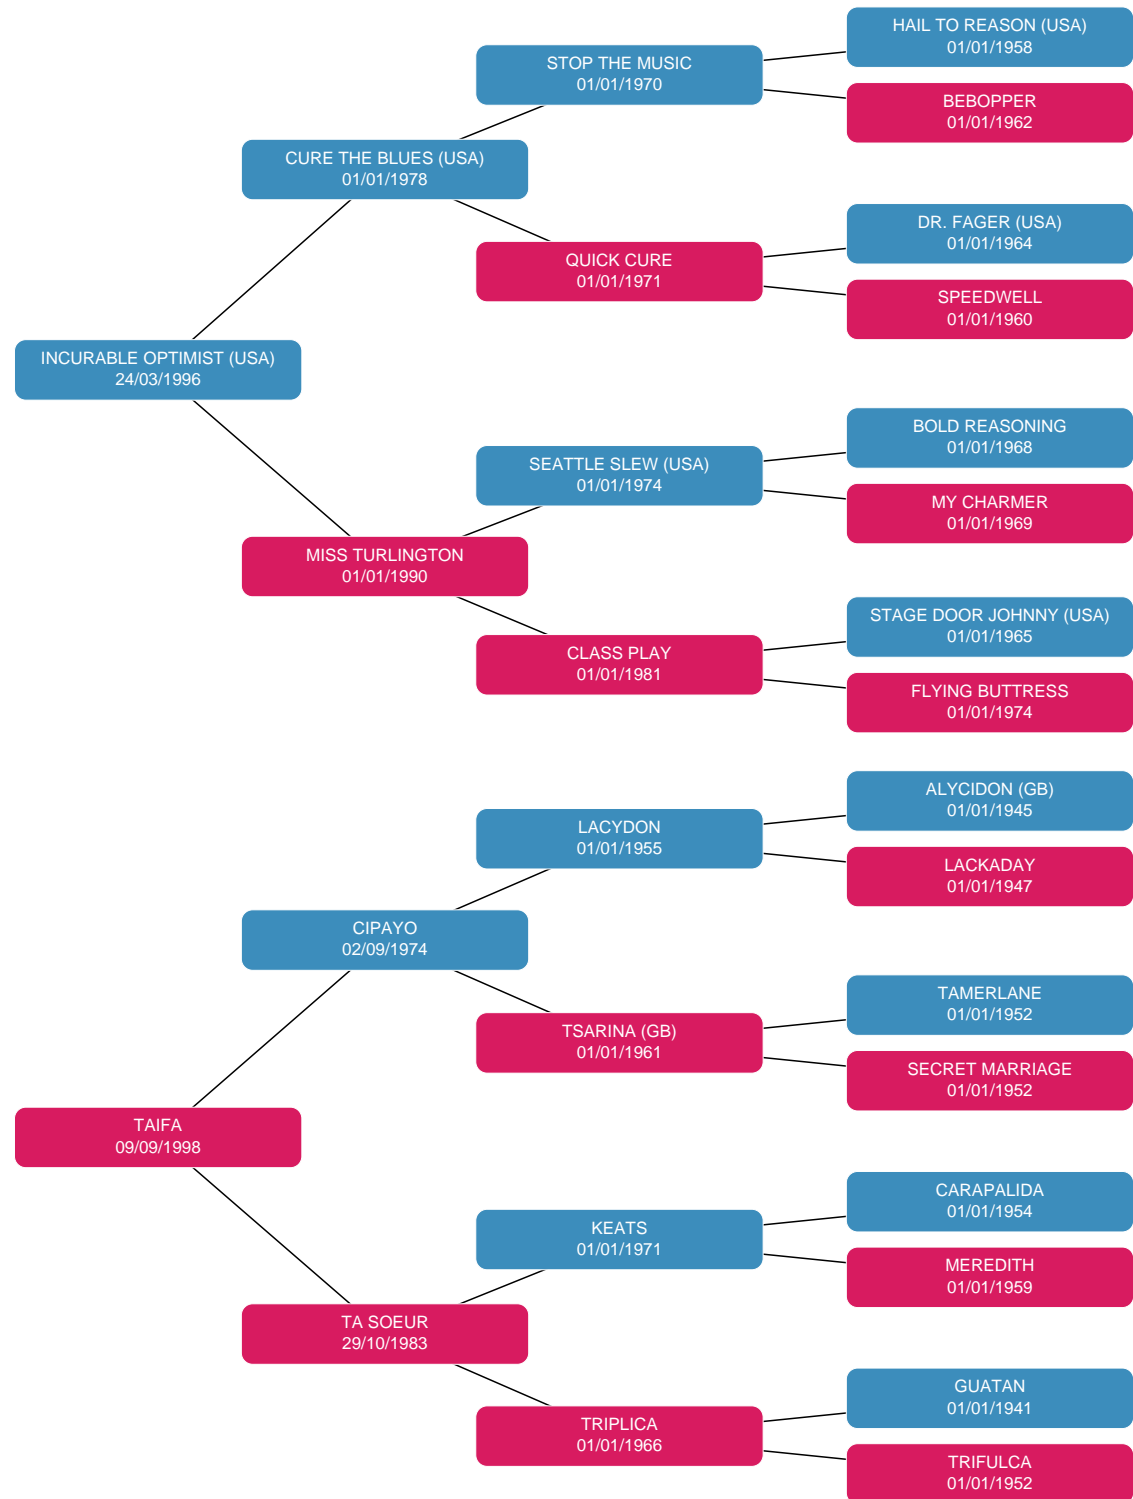 HAIL TO REASON (USA)
01/01/1958
STOP THE MUSIC
01/01/1970
BEBOPPER
01/01/1962
CURE THE BLUES (USA)
01/01/1978
DR. FAGER (USA)
01/01/1964
QUICK CURE
01/01/1971
SPEEDWELL
01/01/1960
INCURABLE OPTIMIST (USA)
24/03/1996
BOLD REASONING
01/01/1968
SEATTLE SLEW (USA)
01/01/1974
MY CHARMER
01/01/1969
MISS TURLINGTON
01/01/1990
STAGE DOOR JOHNNY (USA)
01/01/1965
CLASS PLAY
01/01/1981
FLYING BUTTRESS
01/01/1974
ALYCIDON (GB)
01/01/1945
LACYDON
01/01/1955
LACKADAY
01/01/1947
CIPAYO
02/09/1974
TAMERLANE
01/01/1952
TSARINA (GB)
01/01/1961
SECRET MARRIAGE
01/01/1952
TAIFA
09/09/1998
CARAPALIDA
01/01/1954
KEATS
01/01/1971
MEREDITH
01/01/1959
TA SOEUR
29/10/1983
GUATAN
01/01/1941
TRIPLICA
01/01/1966
TRIFULCA
01/01/1952